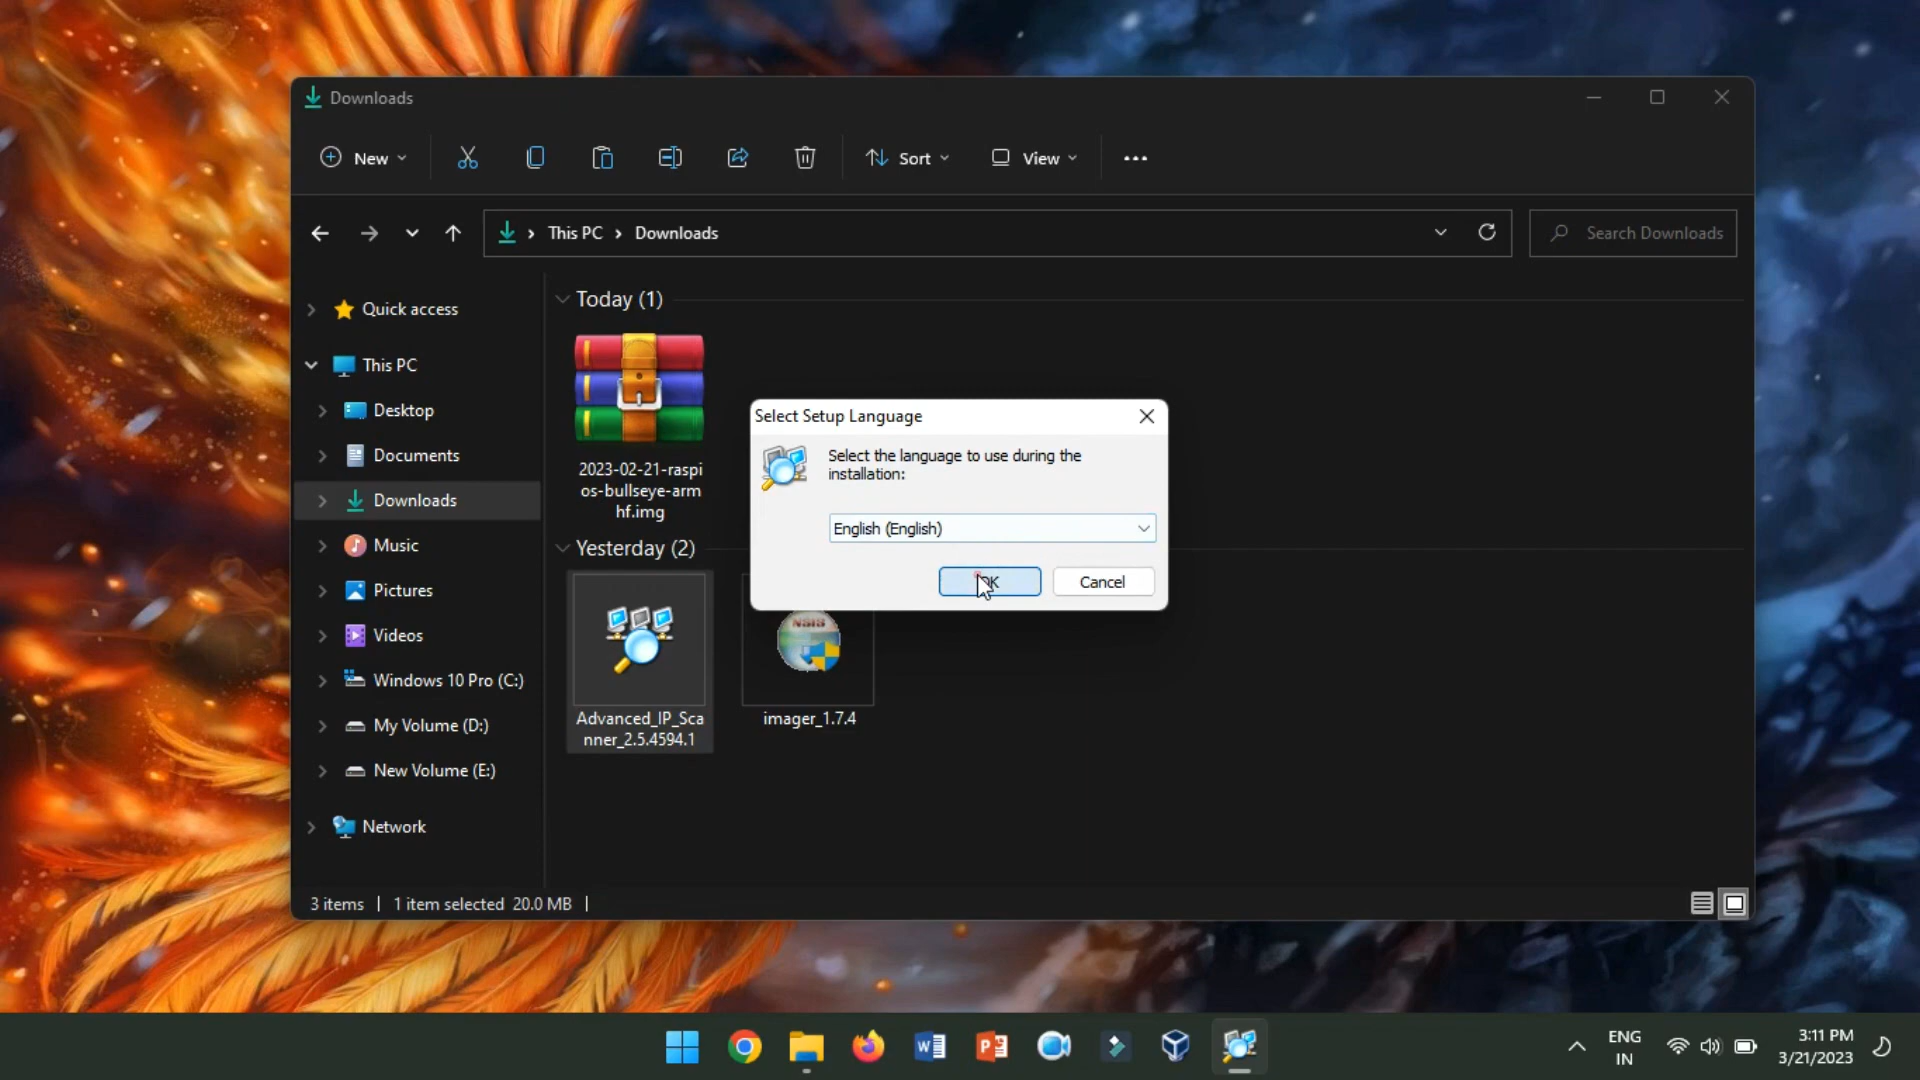 Downloads
New
Sort
View
This PC
Downloads
Search Downloads
Quick access
This PC
Desktop
Documents
Downloads
Music
Pictures
Videos
Windows 10 Pro (C:)
My Volume (D:)
New Volume (E:)
Network
Today (1)
2023-02-21-raspi
os-bullseye-arm
hf.img
Yesterday (2)
Advanced_IP_Sca
nner_2.5.4594.1
NSIS
imager_1.7.4
Select Setup Language
Select the language to use during the
installation:
English (English)
OK
Cancel
3 items
1 item selected 20.0 MB
ENG
IN
3:11 PM
3/21/2023